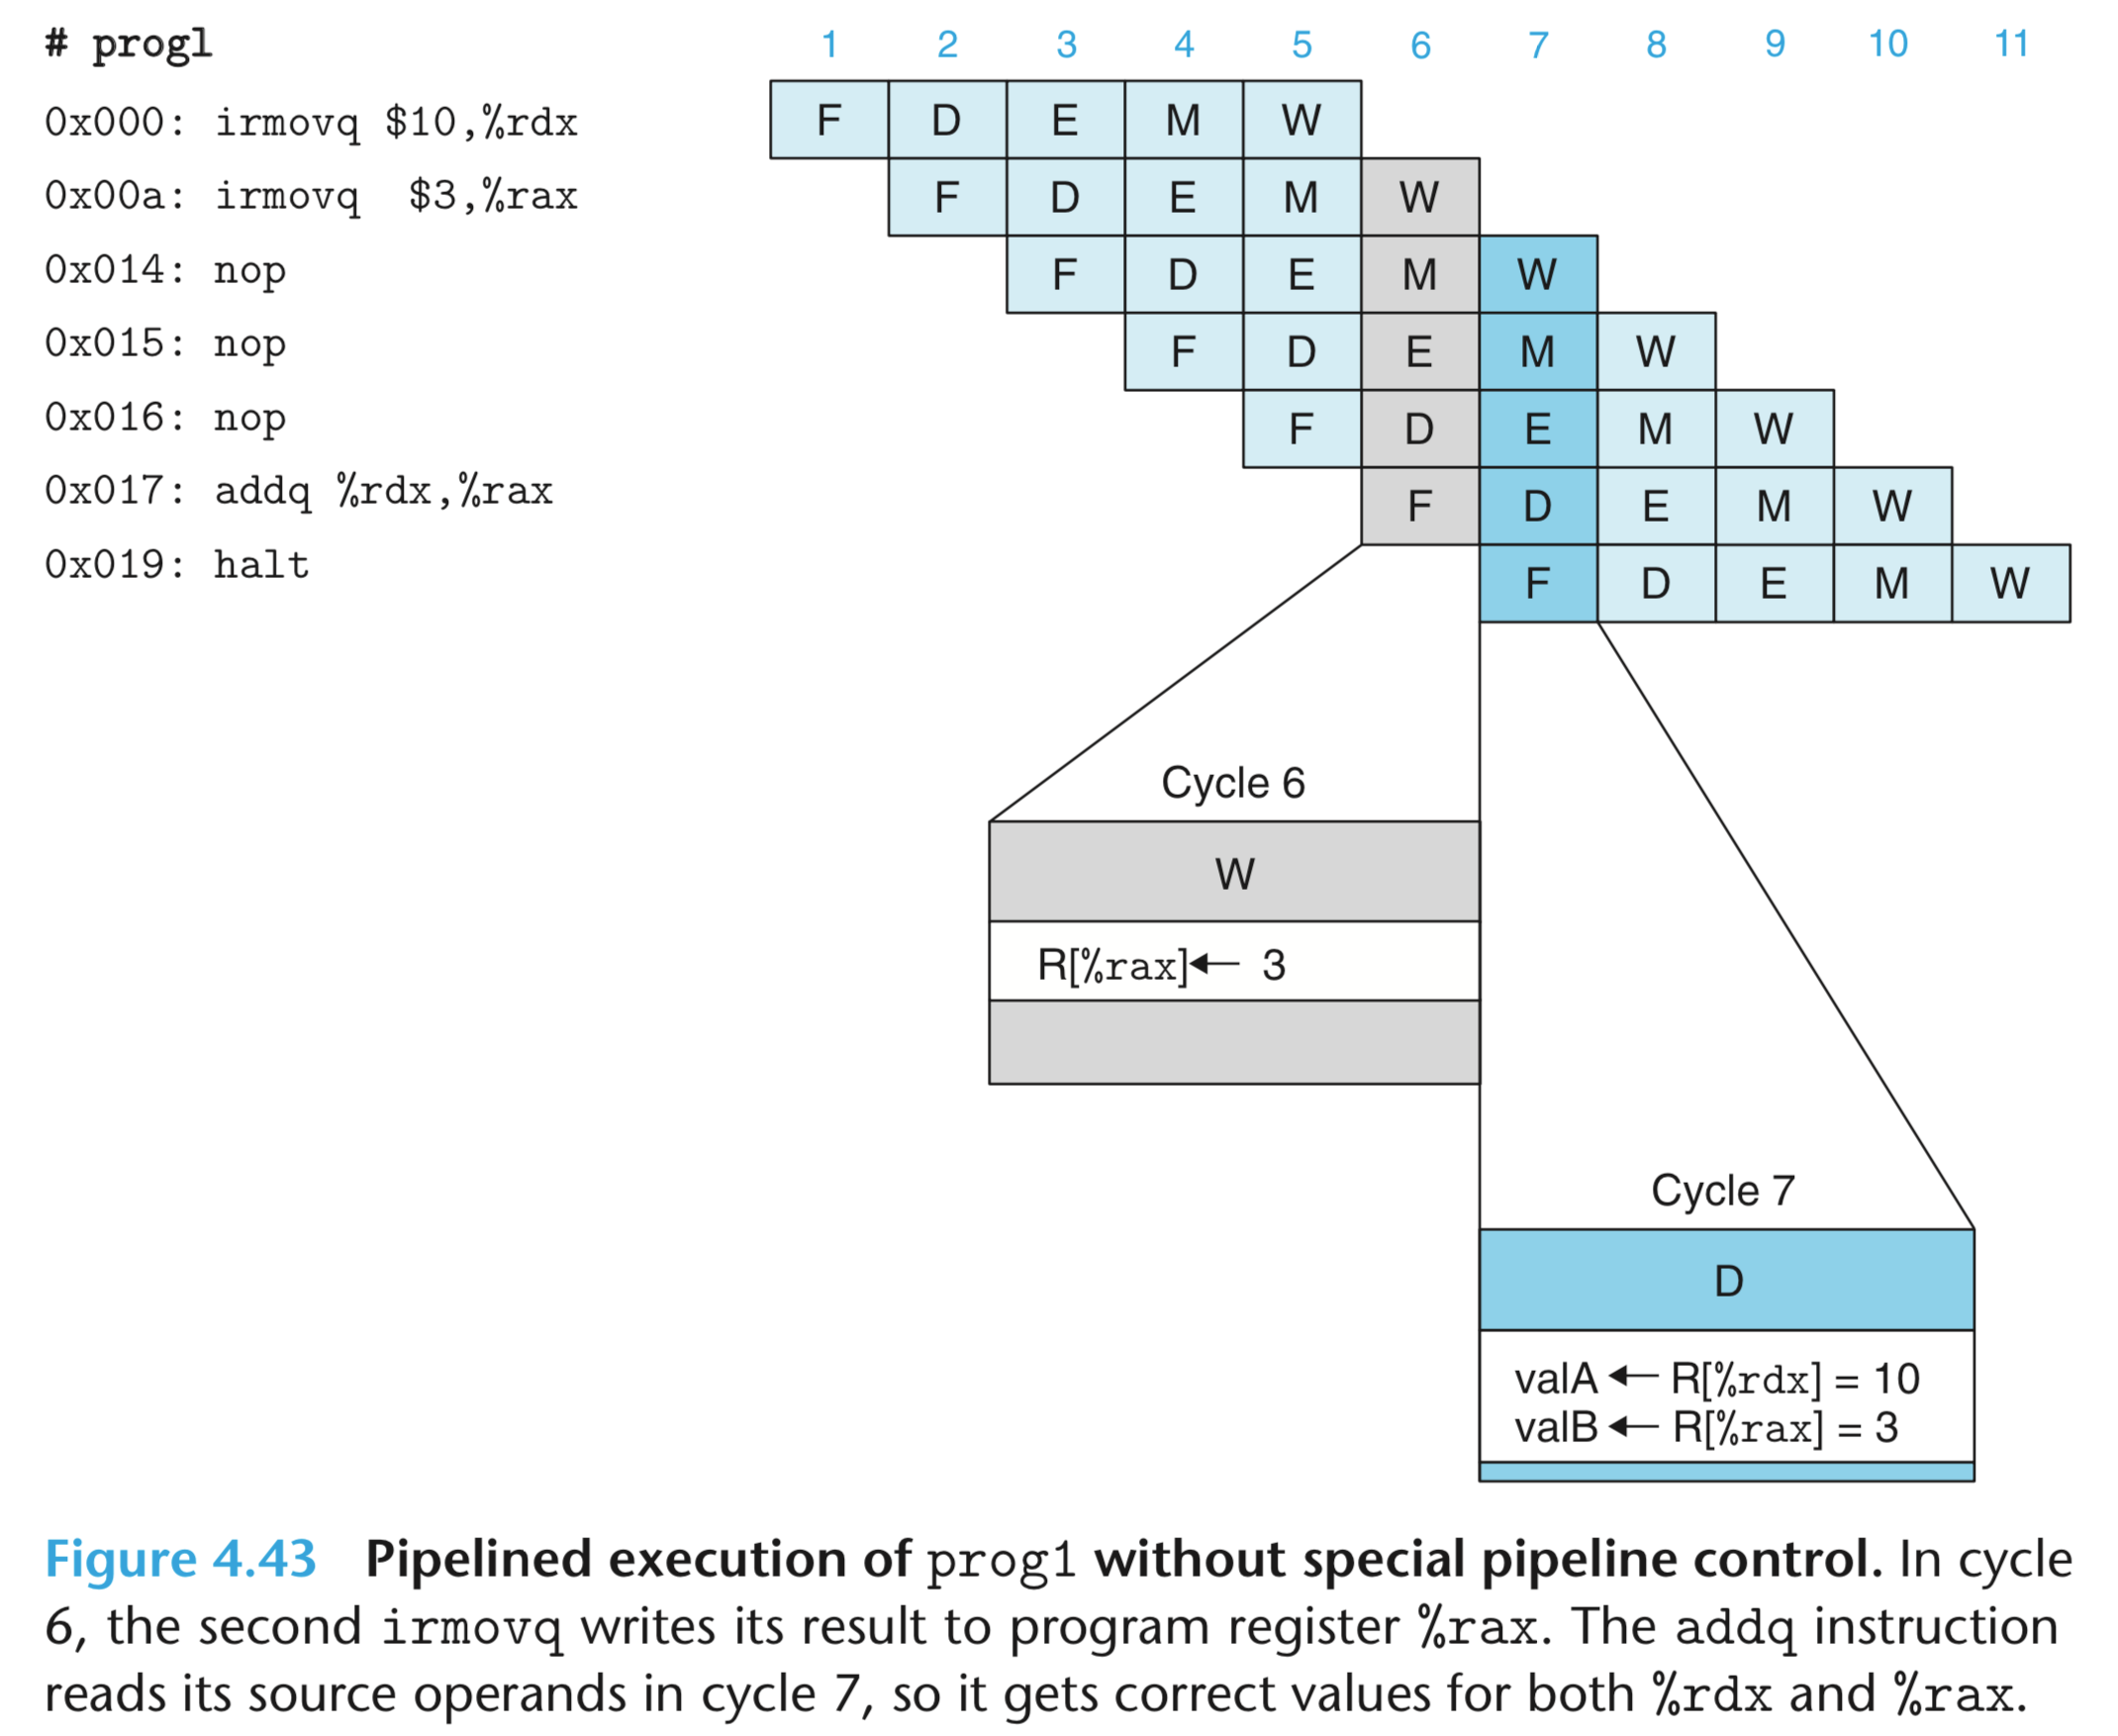 # prog1
1 2 3 4 5 6 7 8 9 10 11
0x000: irmovq $10,%rdx F D E M W
0x00a: irmovq $3,%rax F D E M W
0x014: nop F D E M W
0x015: nop F D E M W
0x016: nop F D E M W
0x017: addq %rdx,%rax F D E M W
0x019: halt F D E M W
Cycle 6
W
R[%rax]← 3
Cycle 7
D
valA ← R[%rdx] = 10
valB ← R[%rax] = 3
Figure 4.43 Pipelined execution of prog1 without special pipeline control. In cycle
6, the second irmovq writes its result to program register %rax. The addq instruction
reads its source operands in cycle 7, so it gets correct values for both %rdx and %rax.